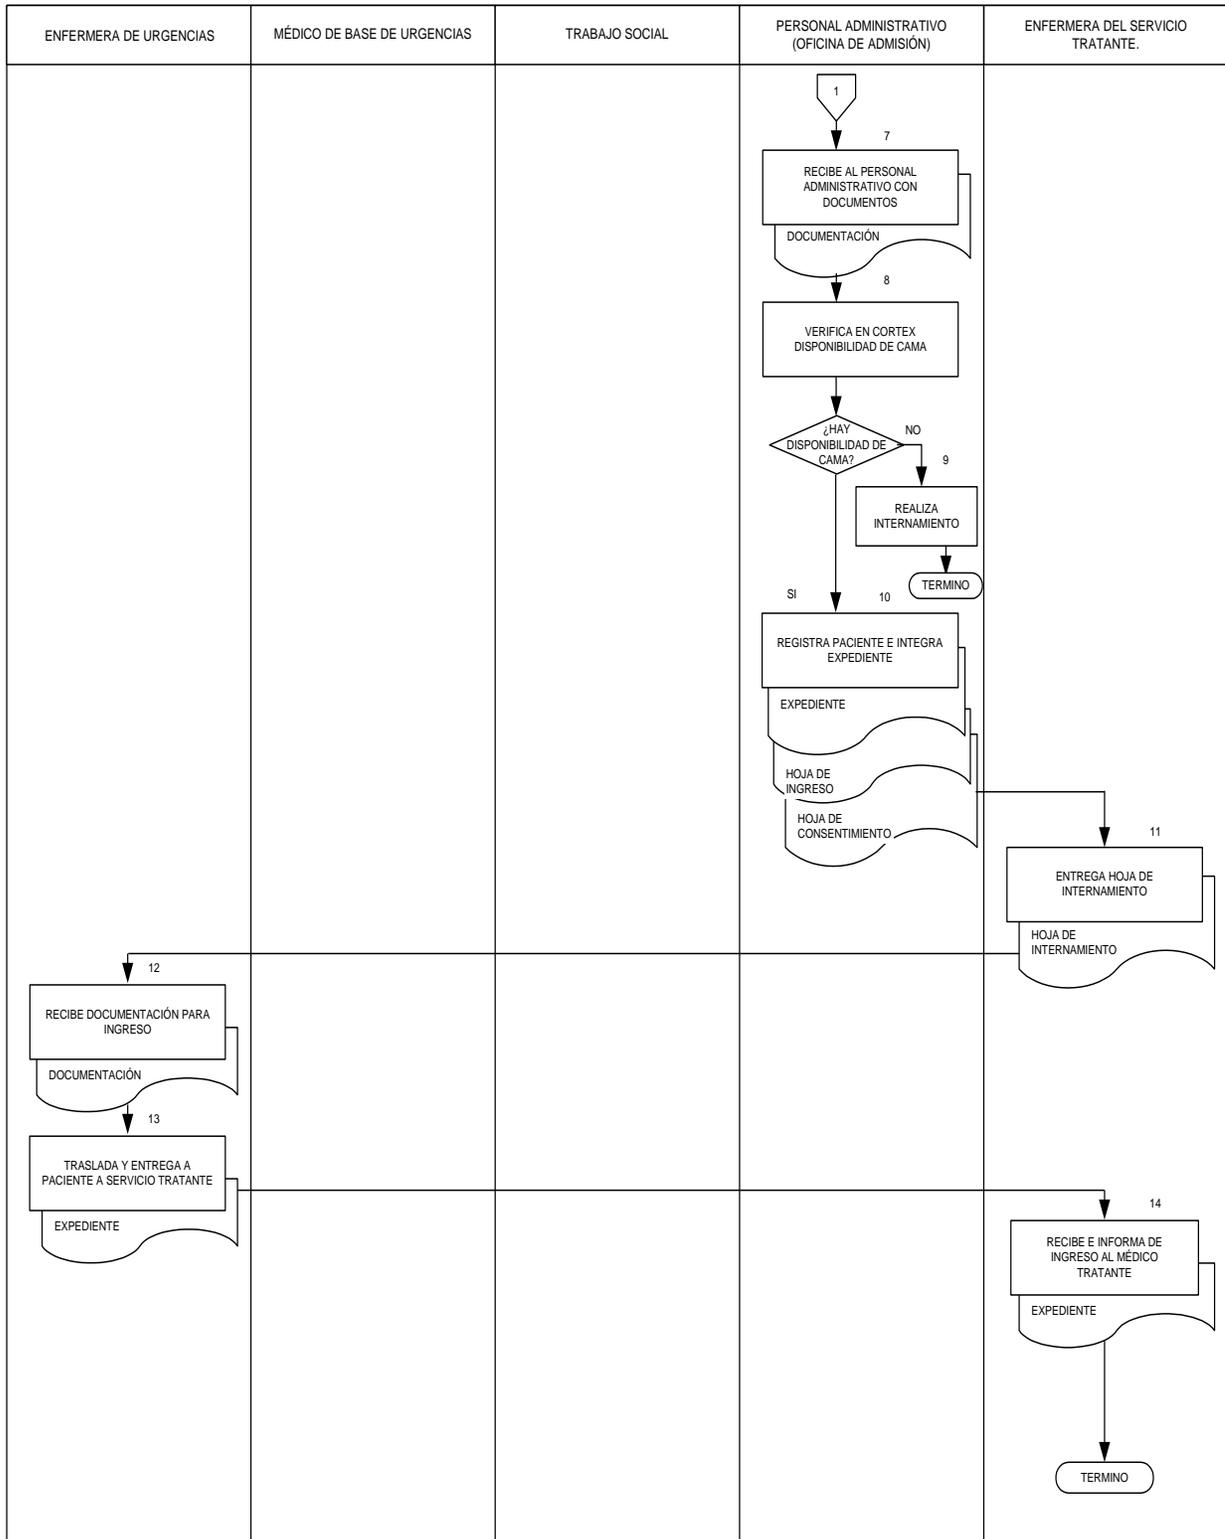 ENFERMERA DE URGENCIAS
MÉDICO DE BASE DE URGENCIAS
TRABAJO SOCIAL
PERSONAL ADMINISTRATIVO
(OFICINA DE ADMISIÓN)
ENFERMERA DEL SERVICIO
TRATANTE.
1
7
RECIBE AL PERSONAL
ADMINISTRATIVO CON
DOCUMENTOS
DOCUMENTACIÓN
8
VERIFICA EN CORTEX
DISPONIBILIDAD DE CAMA
¿HAY
DISPONIBILIDAD DE
CAMA?
NO
9
REALIZA
INTERNAMIENTO
TERMINO
SI
10
REGISTRA PACIENTE E INTEGRA
EXPEDIENTE
EXPEDIENTE
HOJA DE
INGRESO
HOJA DE
CONSENTIMIENTO
11
ENTREGA HOJA DE
INTERNAMIENTO
HOJA DE
INTERNAMIENTO
12
RECIBE DOCUMENTACIÓN PARA
INGRESO
DOCUMENTACIÓN
13
TRASLADA Y ENTREGA A
PACIENTE A SERVICIO TRATANTE
EXPEDIENTE
14
RECIBE E INFORMA DE
INGRESO AL MÉDICO
TRATANTE
EXPEDIENTE
TERMINO